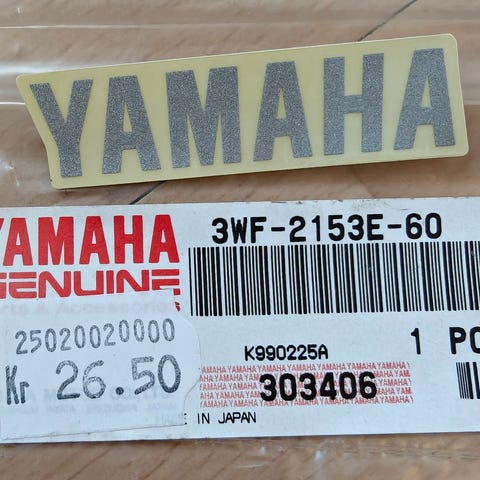 YAMAHA
YAMAHA
GENUINE
3WF-2153E-60
25020020000
Kr 26.50
K990225A
1 PC
303406
IN JAPAN